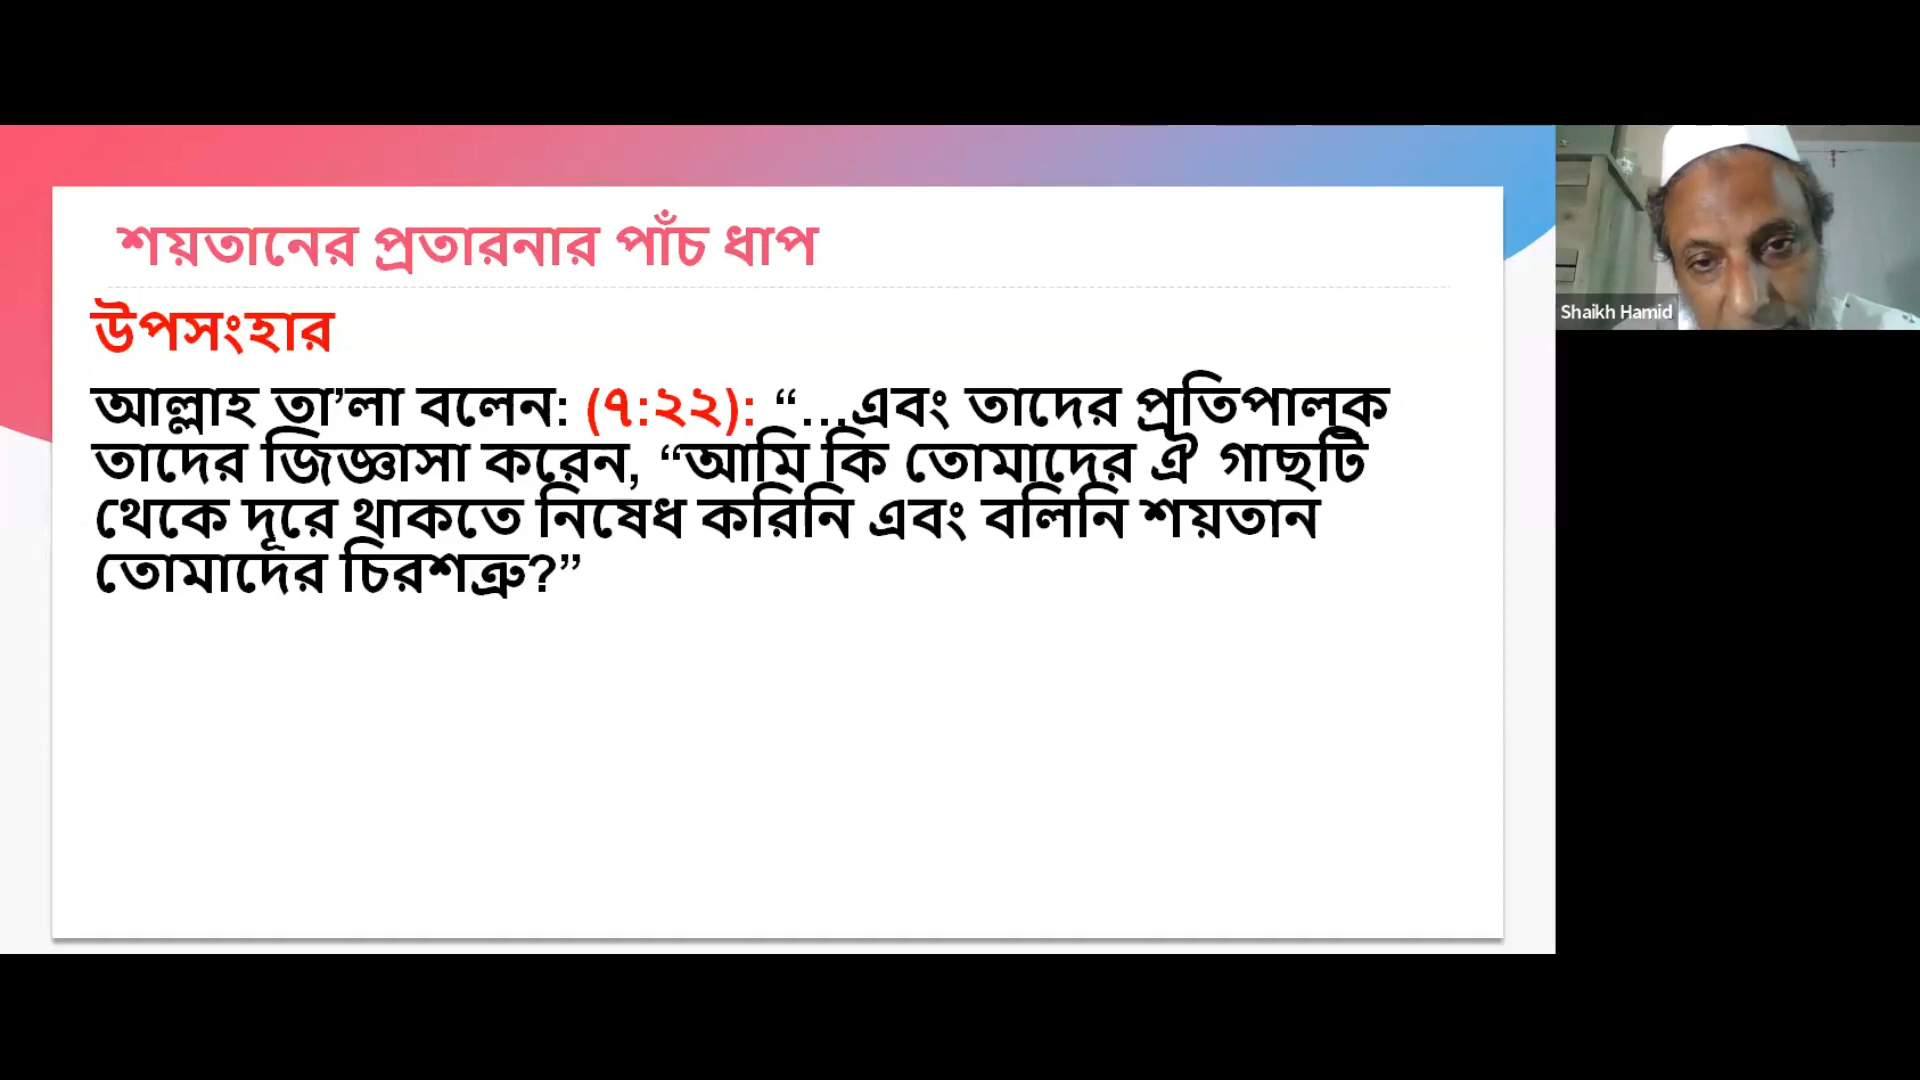 শয়তানের প্রতারনার পাঁচ ধাপ
উপসংহার
আল্লাহ তা’লা বলেন: (৭:২২): “...এবং তাদের প্রতিপালক
তাদের জিজ্ঞাসা করেন, “আমি কি তোমাদের ঐ গাছটি
থেকে দূরে থাকতে নিষেধ করিনি এবং বলিনি শয়তান
তোমাদের চিরশত্রু?”
Shaikh Hamid